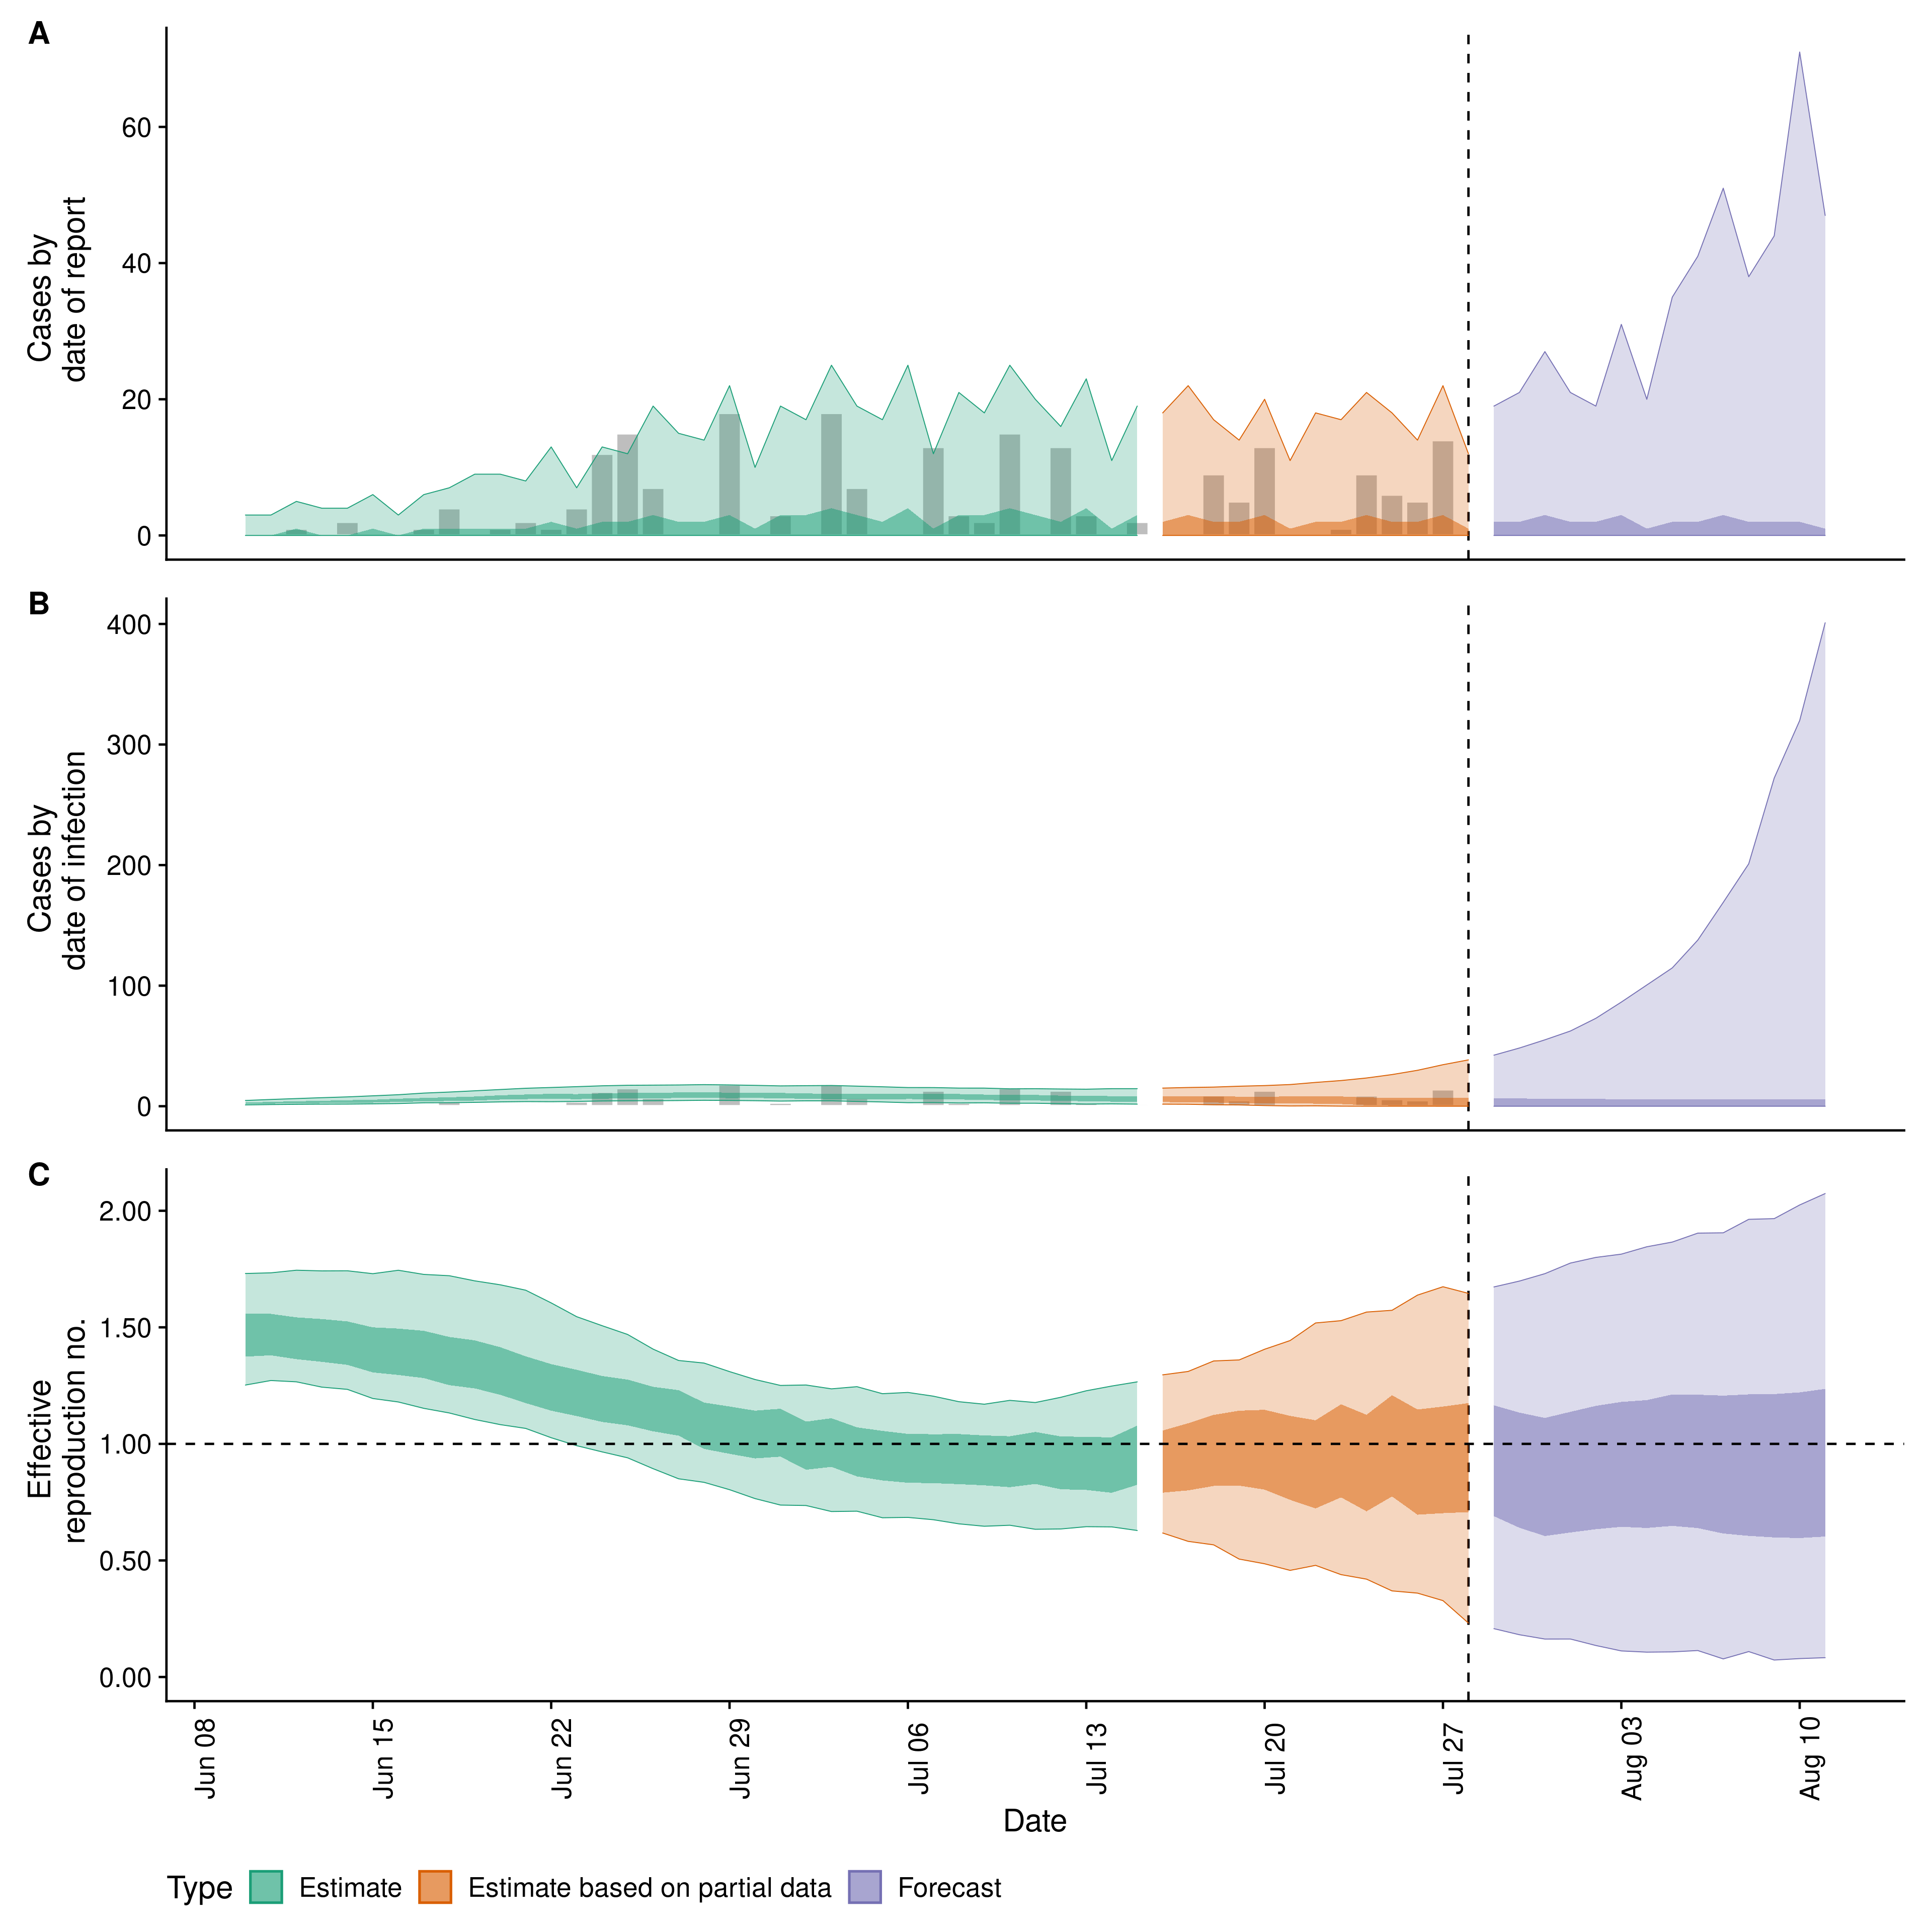 A
60
40
20
0
Cases by
date of report
B
400
300
200
100
0
Cases by
date of infection
C
2.00
1.50
1.00
0.50
0.00
Effective
reproduction no.
Jun 08
Jun 15
Jun 22
Jun 29
Jul 06
Jul 13
Jul 20
Jul 27
Aug 03
Aug 10
Date
Type Estimate Estimate based on partial data Forecast